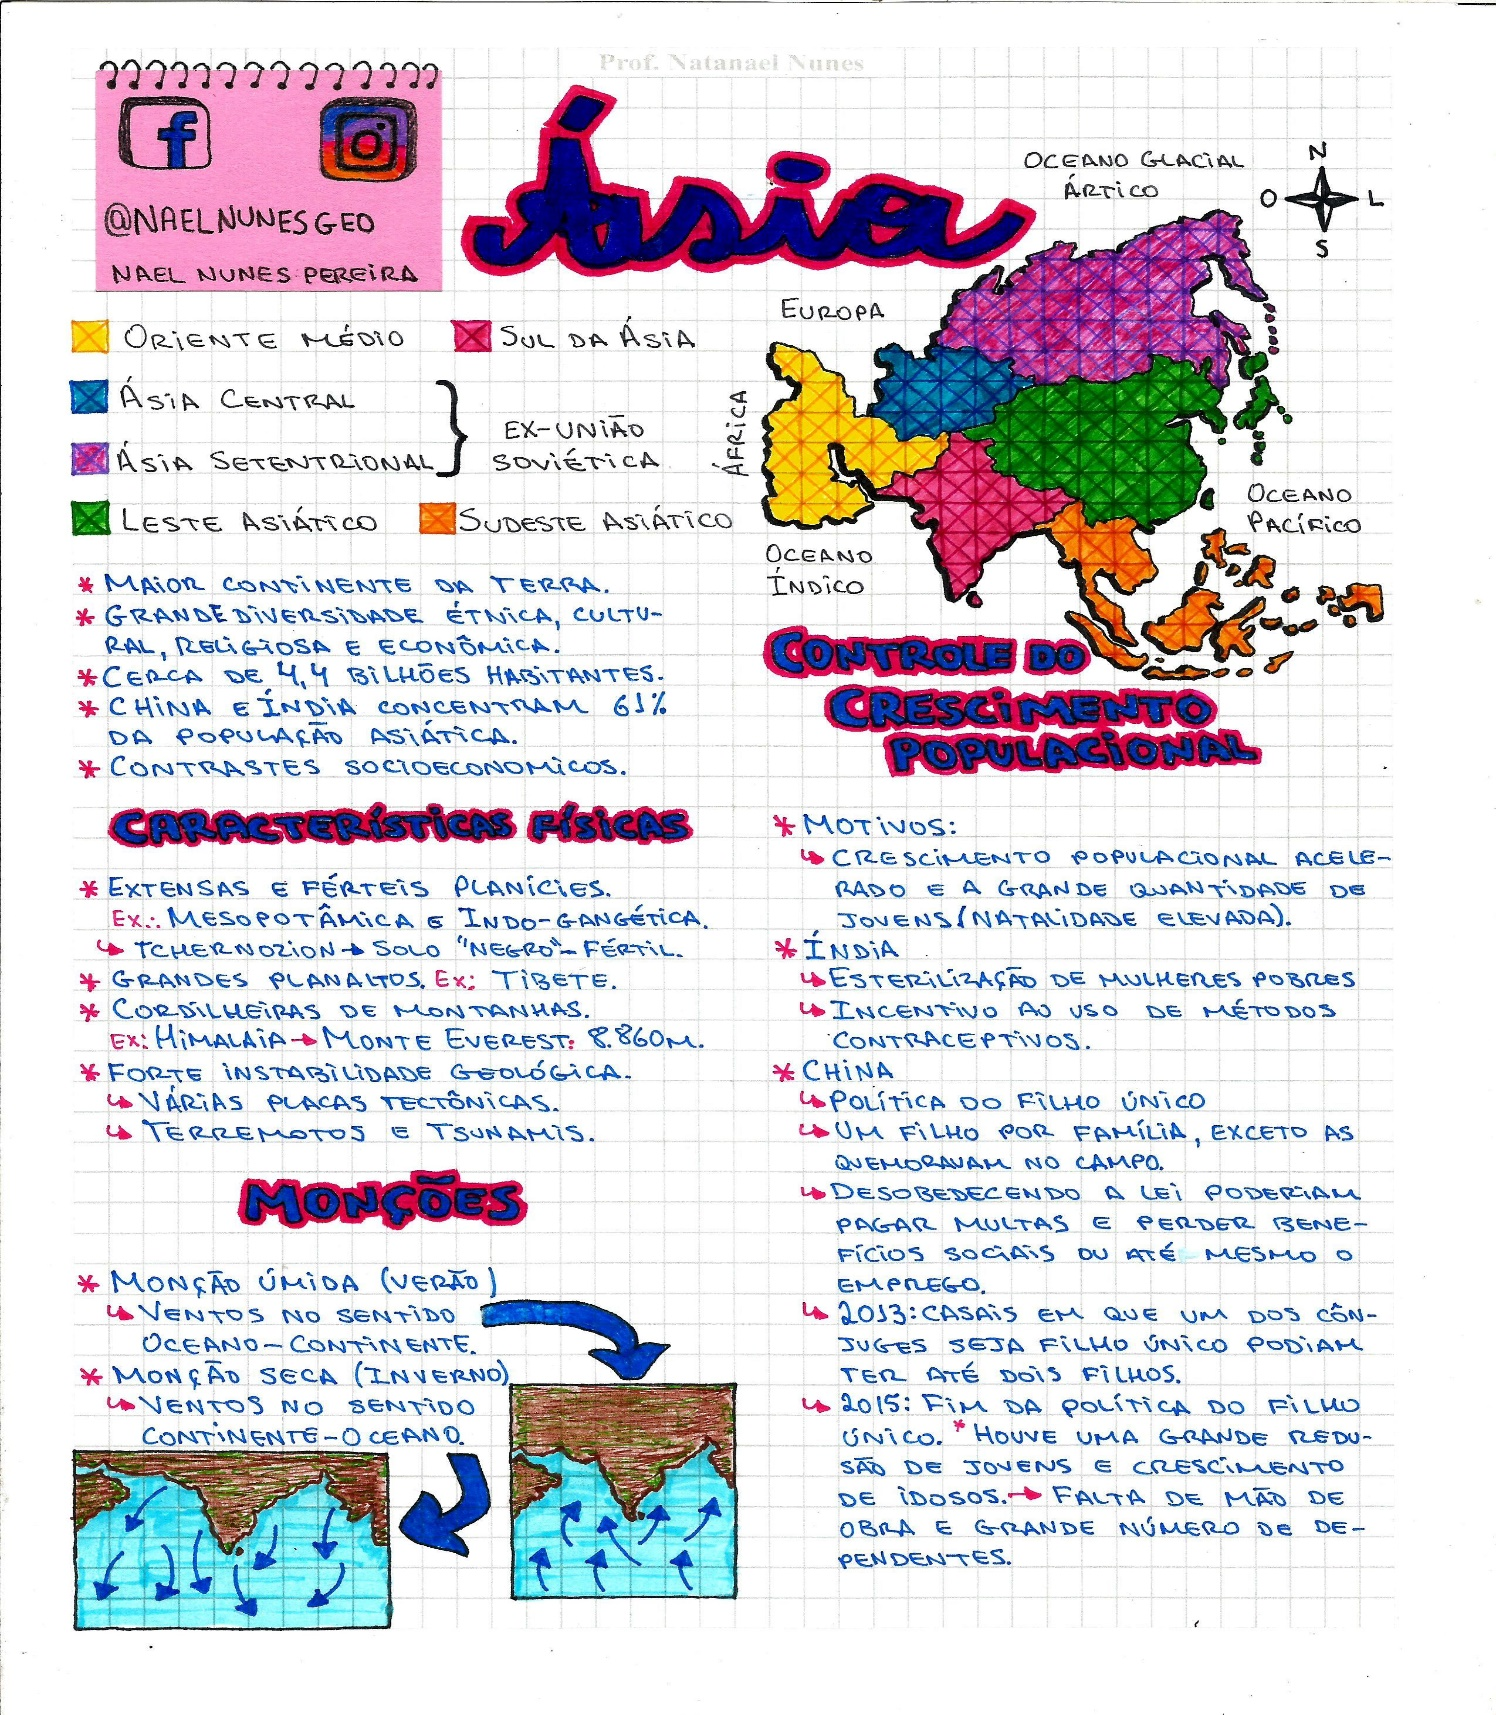 Prof. Natanael Nunes
@NAELNUNESGEO
NAEL NUNES PEREIRA
Ásia
OCEANO GLACIAL
ÁRTICO
N
O
L
S
EUROPA
ÁFRICA
OCEANO
PACÍFICO
OCEANO
ÍNDICO
ORIENTE MÉDIO
SUL DA ÁSIA
ÁSIA CENTRAL
ÁSIA SETENTRIONAL
EX-UNIÃO
SOVIÉTICA
LESTE ASIÁTICO
SUDESTE ASIÁTICO
* MAIOR CONTINENTE DA TERRA.
* GRANDE DIVERSIDADE ÉTNICA, CULTU-
RAL, RELIGIOSA E ECONÔMICA.
* CERCA DE 4,4 BILHÕES HABITANTES.
* CHINA E ÍNDIA CONCENTRAM 61%
DA POPULAÇÃO ASIÁTICA.
* CONTRASTES SOCIOECONOMICOS.
CARACTERÍSTICAS FÍSICAS
* EXTENSAS E FÉRTEIS PLANÍCIES.
EX.: MESOPOTÂMICA E INDO-GANGÉTICA.
↳ TCHERNOZION → SOLO "NEGRO" - FÉRTIL.
* GRANDES PLANALTOS. EX: TIBETE.
* CORDILHEIRAS DE MONTANHAS.
EX: HIMALAIA → MONTE EVEREST: 8.860M.
* FORTE INSTABILIDADE GEOLÓGICA.
↳ VÁRIAS PLACAS TECTÔNICAS.
↳ TERREMOTOS E TSUNAMIS.
MONÇÕES
* MONÇÃO ÚMIDA (VERÃO)
↳ VENTOS NO SENTIDO
OCEANO-CONTINENTE.
* MONÇÃO SECA (INVERNO)
↳ VENTOS NO SENTIDO
CONTINENTE-OCEANO.
CONTROLE DO
CRESCIMENTO
POPULACIONAL
* MOTIVOS:
↳ CRESCIMENTO POPULACIONAL ACELE-
RADO E A GRANDE QUANTIDADE DE
JOVENS (NATALIDADE ELEVADA).
* ÍNDIA
↳ ESTERILIZAÇÃO DE MULHERES POBRES
↳ INCENTIVO AO USO DE MÉTODOS
CONTRACEPTIVOS.
* CHINA
↳ POLÍTICA DO FILHO ÚNICO
↳ UM FILHO POR FAMÍLIA, EXCETO AS
QUE MORAVAM NO CAMPO.
↳ DESOBEDECENDO A LEI PODERIAM
PAGAR MULTAS E PERDER BENE-
FÍCIOS SOCIAIS OU ATÉ MESMO O
EMPREGO.
↳ 2013: CASAIS EM QUE UM DOS CÔN-
JUGES SEJA FILHO ÚNICO PODIAM
TER ATÉ DOIS FILHOS.
↳ 2015: FIM DA POLÍTICA DO FILHO
ÚNICO. * HOUVE UMA GRANDE REDU-
SÃO DE JOVENS E CRESCIMENTO
DE IDOSOS. → FALTA DE MÃO DE
OBRA E GRANDE NÚMERO DE DE-
PENDENTES.